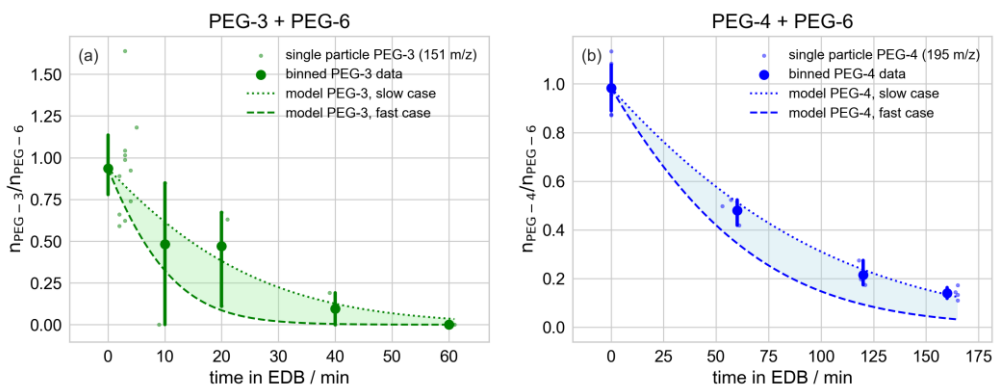 PEG-3 + PEG-6
(a)
single particle PEG-3 (151 m/z)
binned PEG-3 data
model PEG-3, slow case
model PEG-3, fast case
1.50
1.25
1.00
0.75
0.50
0.25
0.00
nPEG−3/nPEG−6
0 10 20 30 40 50 60
time in EDB / min
PEG-4 + PEG-6
(b)
single particle PEG-4 (195 m/z)
binned PEG-4 data
model PEG-4, slow case
model PEG-4, fast case
1.0
0.8
0.6
0.4
0.2
0.0
nPEG−4/nPEG−6
0 25 50 75 100 125 150 175
time in EDB / min